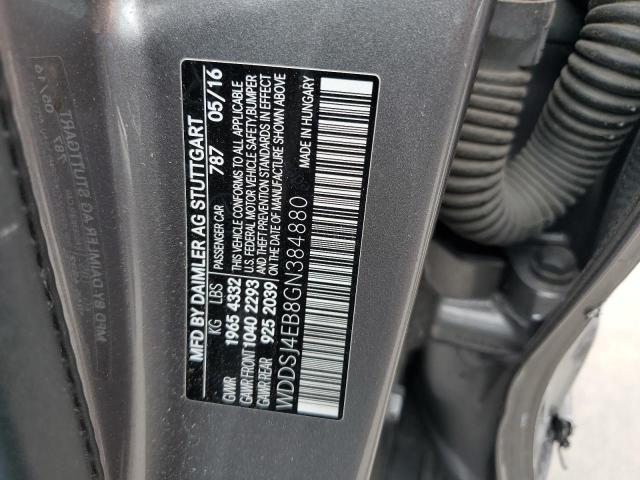 MFD BY DAIMLER AG STUTTGART
PASSENGER CAR 787 05/16
KG LBS
GWWR 1965 4332
GAWR FRONT 1040 2293
GAWR REAR 925 2039
THIS VEHICLE CONFORMS TO ALL APPLICABLE
U.S. FEDERAL MOTOR VEHICLE SAFETY, BUMPER
AND THEFT PREVENTION STANDARDS IN EFFECT
ON THE DATE OF MANUFACTURE SHOWN ABOVE
WDDSJ4EB8GN384880 MADE IN HUNGARY